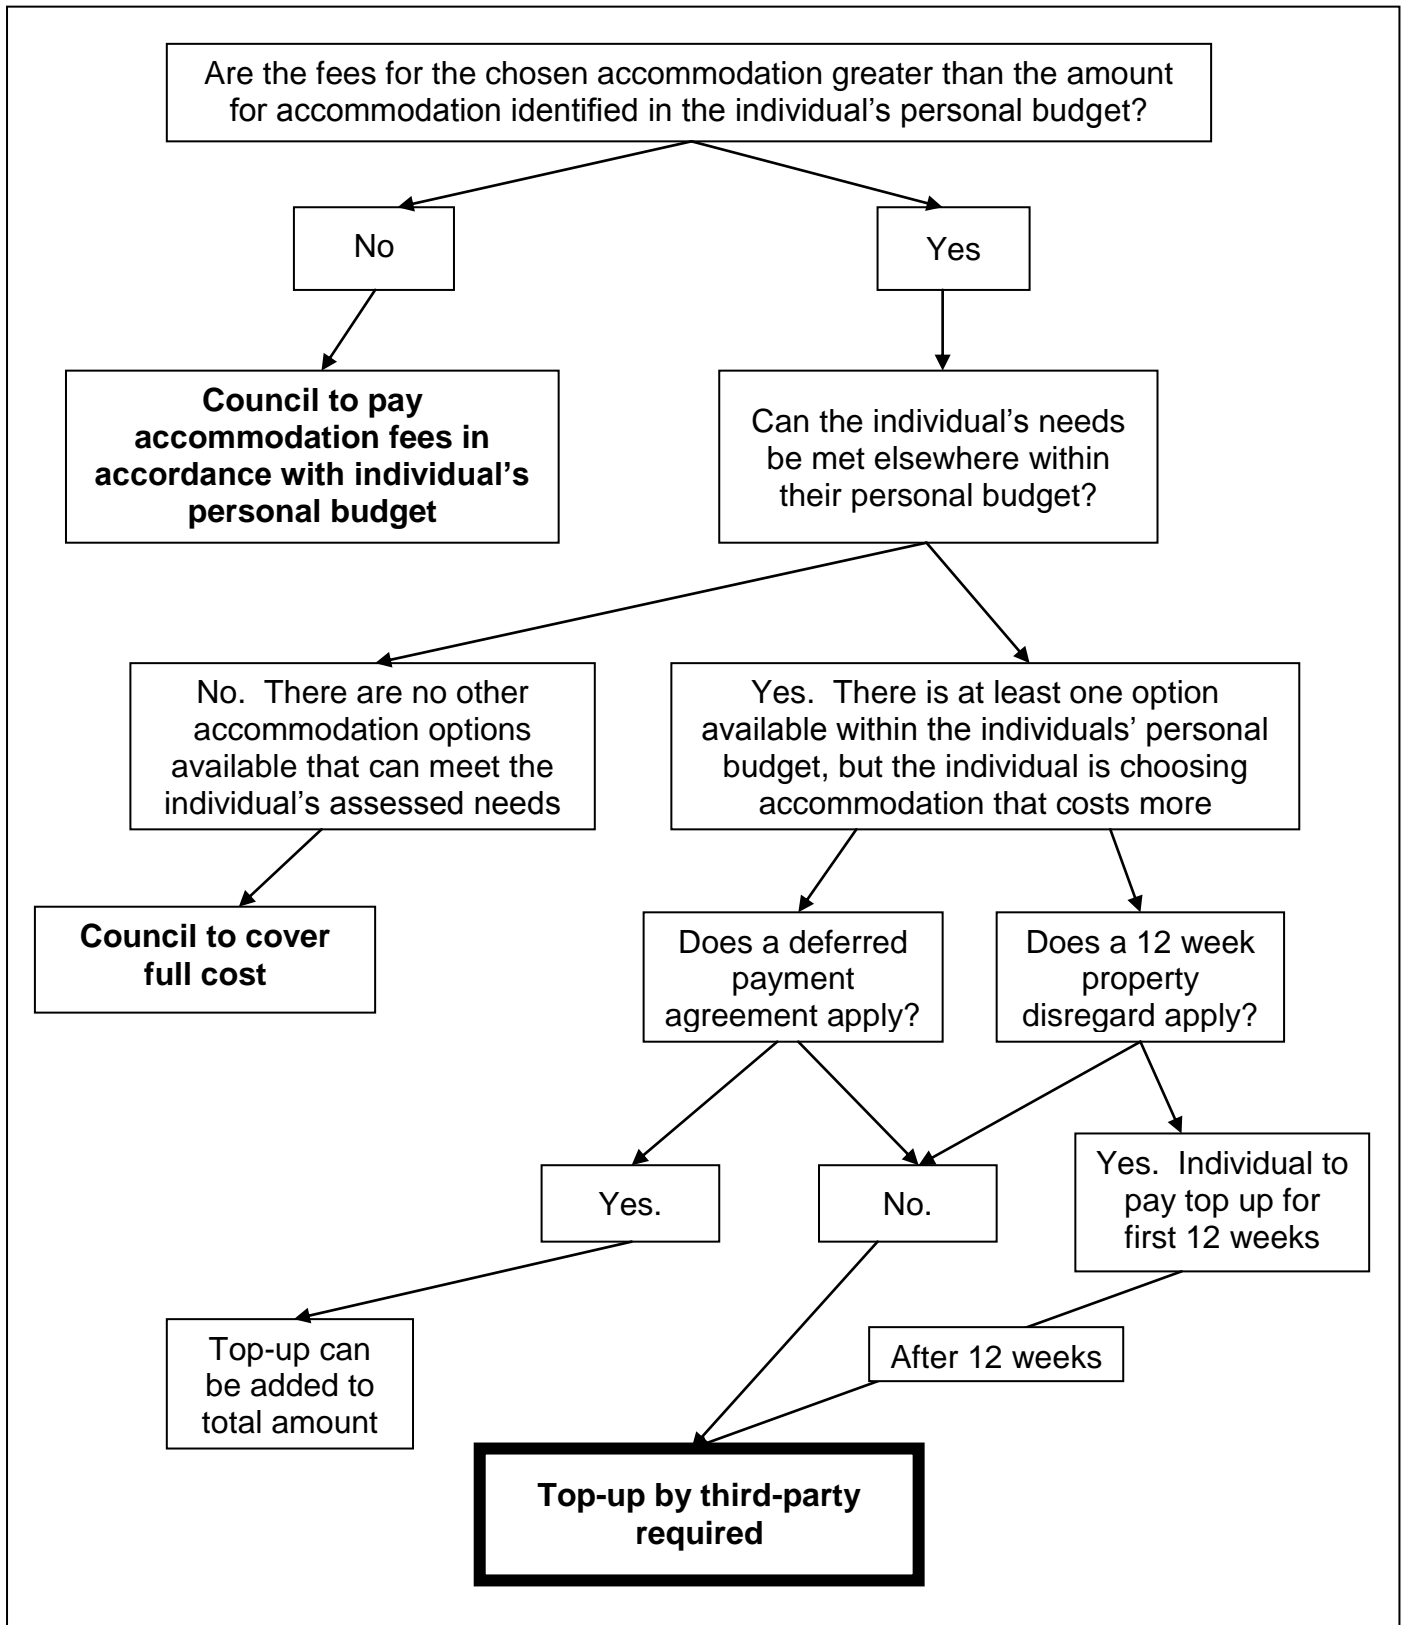 Are the fees for the chosen accommodation greater than the amount
for accommodation identified in the individual’s personal budget?
No
Yes
Council to pay
accommodation fees in
accordance with individual’s
personal budget
Can the individual’s needs
be met elsewhere within
their personal budget?
No.  There are no other
accommodation options
available that can meet the
individual’s assessed needs
Yes.  There is at least one option
available within the individuals’ personal
budget, but the individual is choosing
accommodation that costs more
Council to cover
full cost
Does a deferred
payment
agreement apply?
Does a 12 week
property
disregard apply?
Yes.
No.
Yes.  Individual to
pay top up for
first 12 weeks
Top-up can
be added to
total amount
After 12 weeks
Top-up by third-party
required